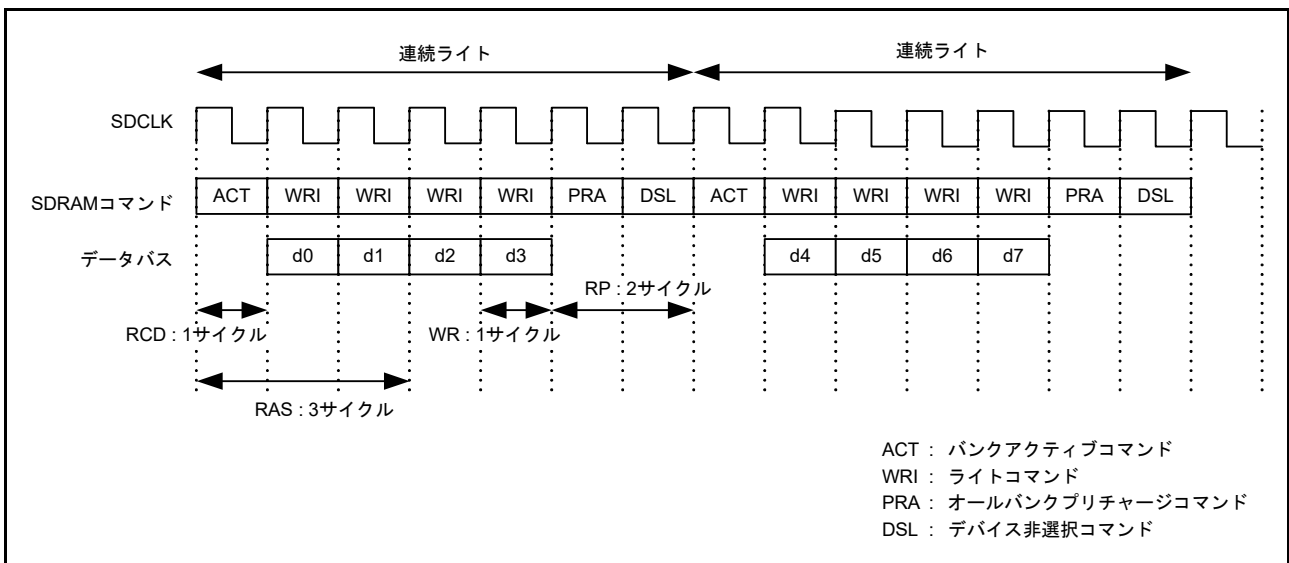 連続ライト 連続ライト
SDCLK
SDRAMコマンド ACT WRI WRI WRI WRI PRA DSL ACT WRI WRI WRI WRI PRA DSL
データバス d0 d1 d2 d3 d4 d5 d6 d7
RP : 2サイクル
RCD : 1サイクル WR : 1サイクル
RAS : 3サイクル
ACT : バンクアクティブコマンド
WRI : ライトコマンド
PRA : オールバンクプリチャージコマンド
DSL : デバイス非選択コマンド